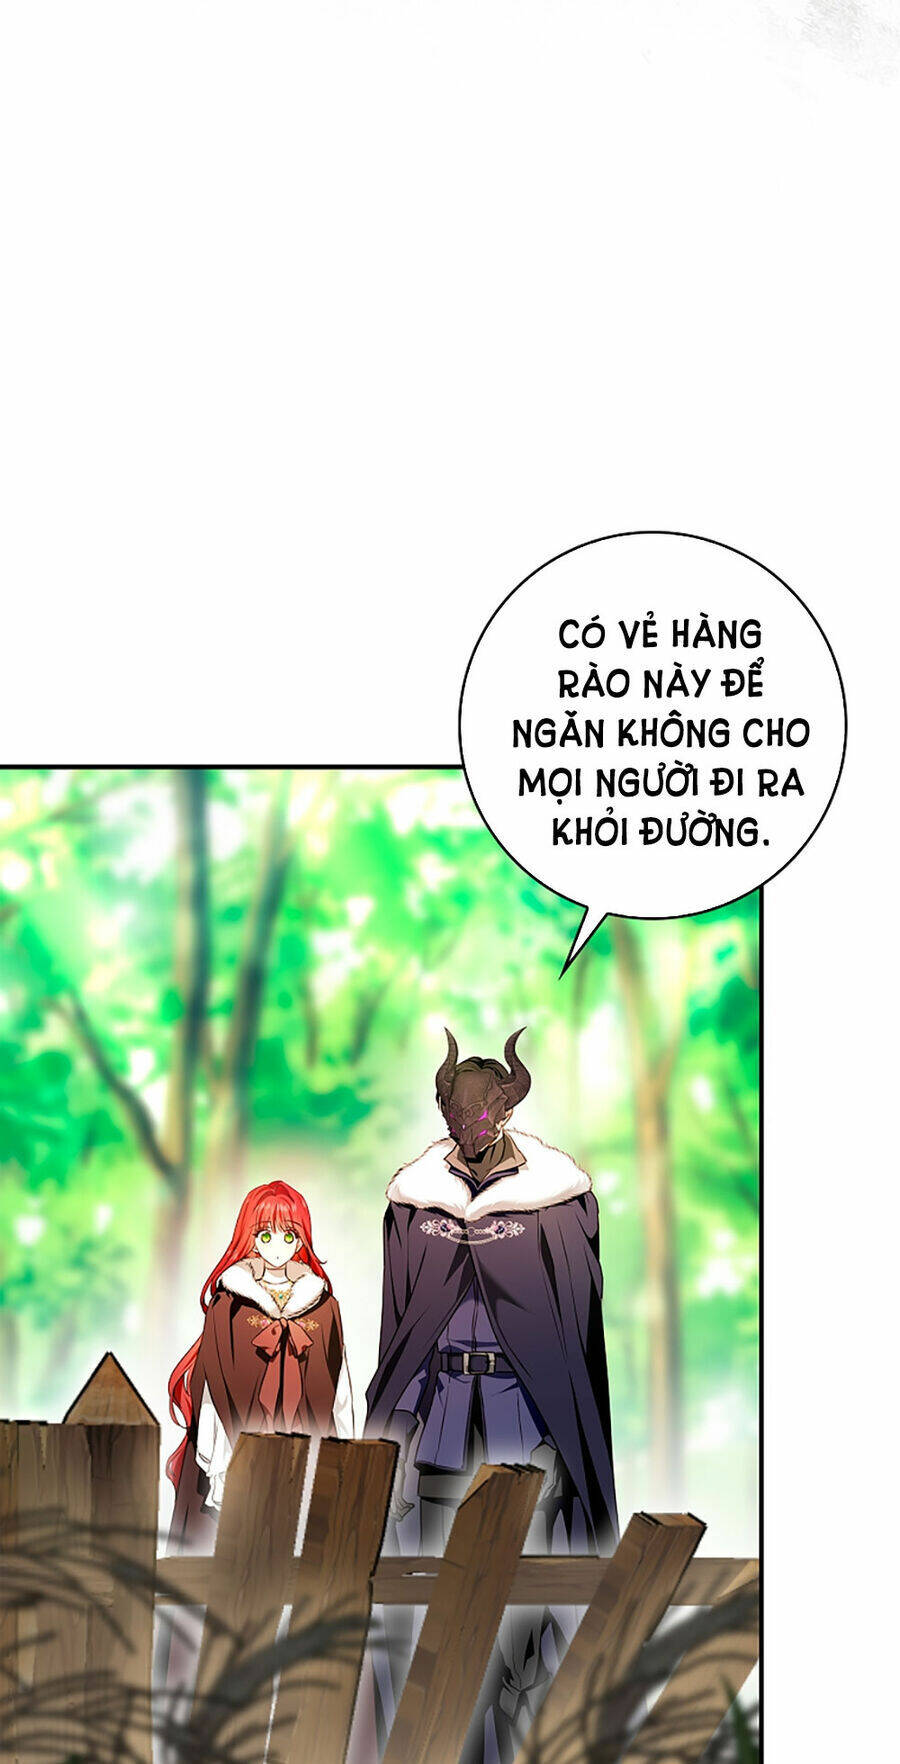 CÓ VẺ HÀNG
RÀO NÀY ĐỂ
NGĂN KHÔNG CHO
MỌI NGƯỜI ĐI RA
KHỎI ĐƯỜNG.